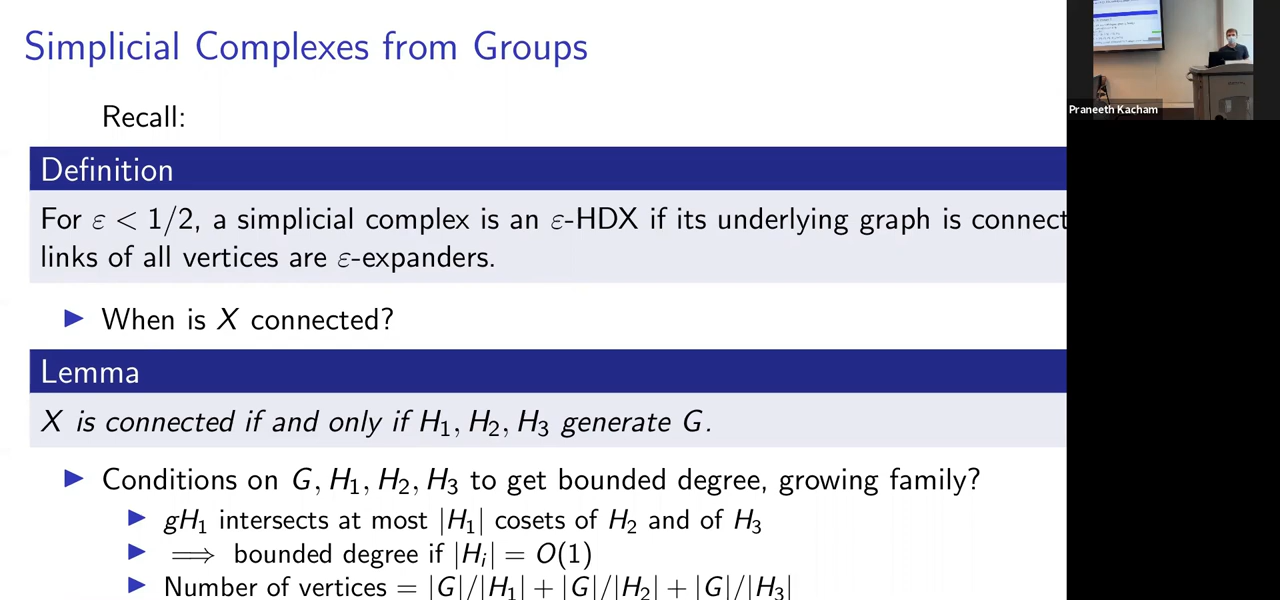 Simplicial Complexes from Groups
Recall:
Definition
For ε < 1/2, a simplicial complex is an ε-HDX if its underlying graph is connect
links of all vertices are ε-expanders.
▶ When is X connected?
Lemma
X is connected if and only if H₁, H₂, H₃ generate G.
▶ Conditions on G, H₁, H₂, H₃ to get bounded degree, growing family?
▶ gH₁ intersects at most |H₁| cosets of H₂ and of H₃
▶ ⟹ bounded degree if |Hᵢ| = O(1)
▶ Number of vertices = |G|/|H₁| + |G|/|H₂| + |G|/|H₃|
Praneeth Kacham